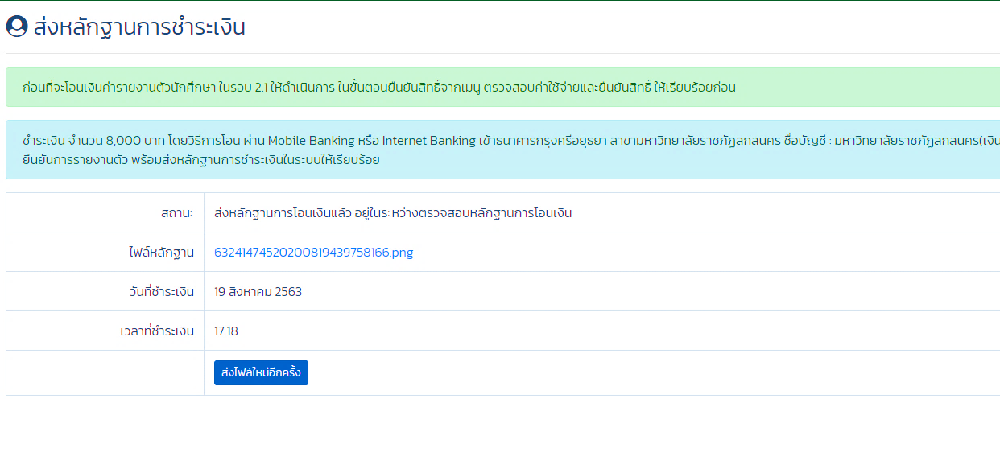 ส่งหลักฐานการชำระเงิน
ก่อนที่จะโอนเงินค่ารายงานตัวนักศึกษา ในรอบ 2.1 ให้ดำเนินการ ในขั้นตอนยืนยันสิทธิ์จากเมนู ตรวจสอบค่าใช้จ่ายและยืนยันสิทธิ์ ให้เรียบร้อยก่อน
ชำระเงิน จำนวน 8,000 บาท โดยวิธีการโอน ผ่าน Mobile Banking หรือ Internet Banking เข้าธนาคารกรุงศรีอยุธยา สาขามหาวิทยาลัยราชภัฏสกลนคร ชื่อบัญชี : มหาวิทยาลัยราชภัฏสกลนคร(เงิน
ยืนยันการรายงานตัว พร้อมส่งหลักฐานการชำระเงินในระบบให้เรียบร้อย
สถานะ ส่งหลักฐานการโอนเงินแล้ว อยู่ในระหว่างตรวจสอบหลักฐานการโอนเงิน
ไฟล์หลักฐาน 63241474520200819439758166.png
วันที่ชำระเงิน 19 สิงหาคม 2563
เวลาที่ชำระเงิน 17.18
ส่งไฟล์ใหม่อีกครั้ง